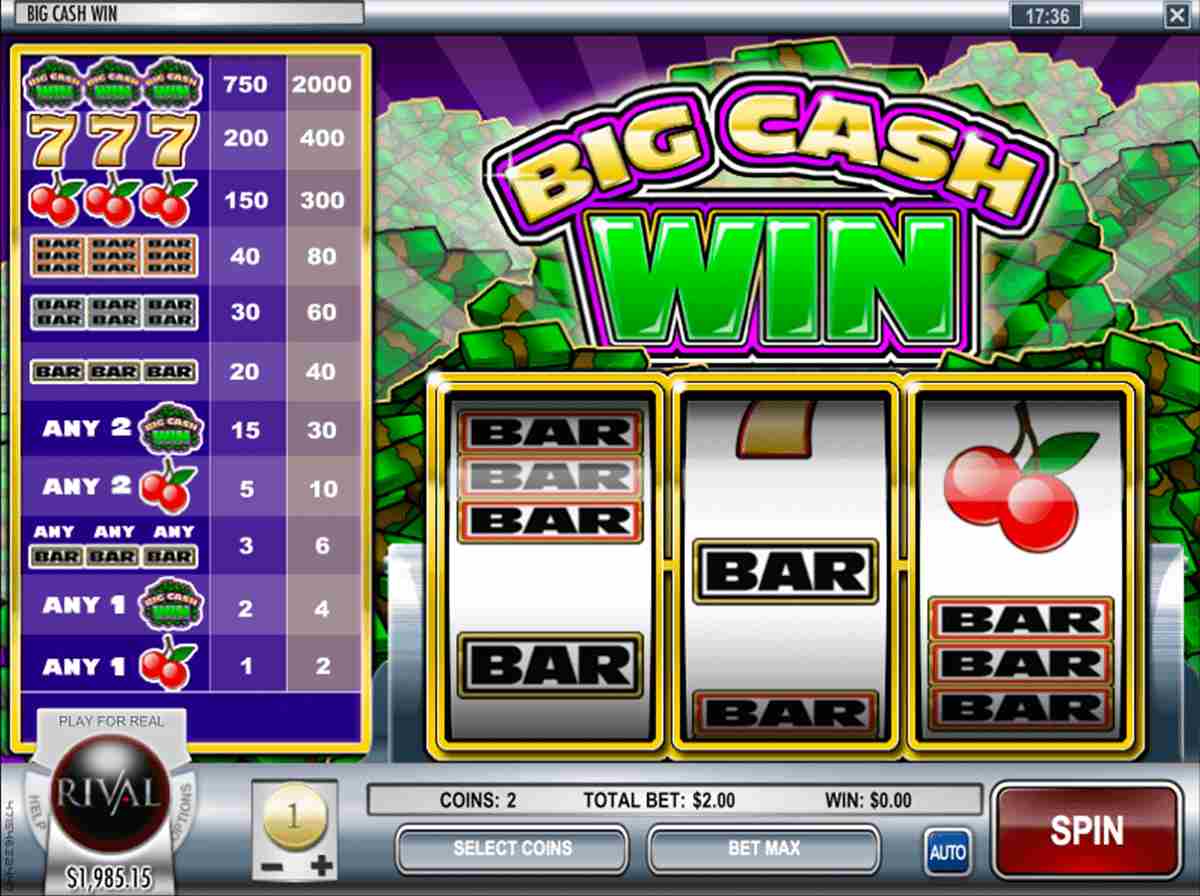 BIG CASH WIN
17:36
BIG CASH WIN BIG CASH WIN BIG CASH WIN 750 2000
7 7 7 200 400
150 300
BAR BAR BAR
BAR BAR BAR 40 80
BAR BAR BAR
BAR BAR BAR 30 60
BAR BAR BAR
BAR BAR BAR 20 40
ANY 2 BIG CASH WIN 15 30
ANY 2 5 10
ANY ANY ANY
BAR BAR BAR 3 6
ANY 1 BIG CASH WIN 2 4
ANY 1 1 2
BIG CASH
WIN
BAR
BAR
BAR
BAR
BAR
BAR
BAR
BAR
BAR
PLAY FOR REAL
RIVAL
HELP
OPTIONS
$1,985.15
1
COINS: 2 TOTAL BET: $2.00 WIN: $0.00
SELECT COINS
BET MAX
AUTO
SPIN